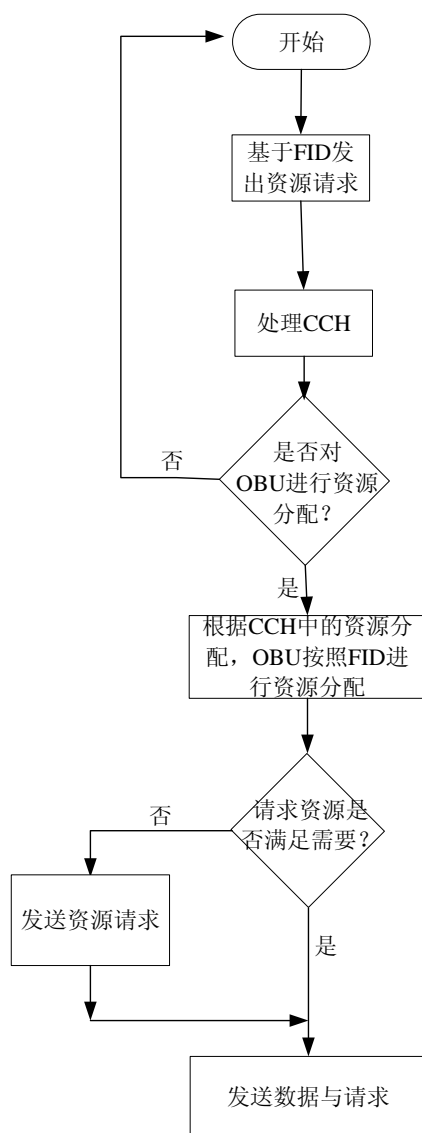 开始
基于FID发
出资源请求
处理CCH
是否对
OBU进行资源
分配？
否
是
根据CCH中的资源分
配，OBU按照FID进
行资源分配
请求资源是
否满足需要？
否
发送资源请求
是
发送数据与请求